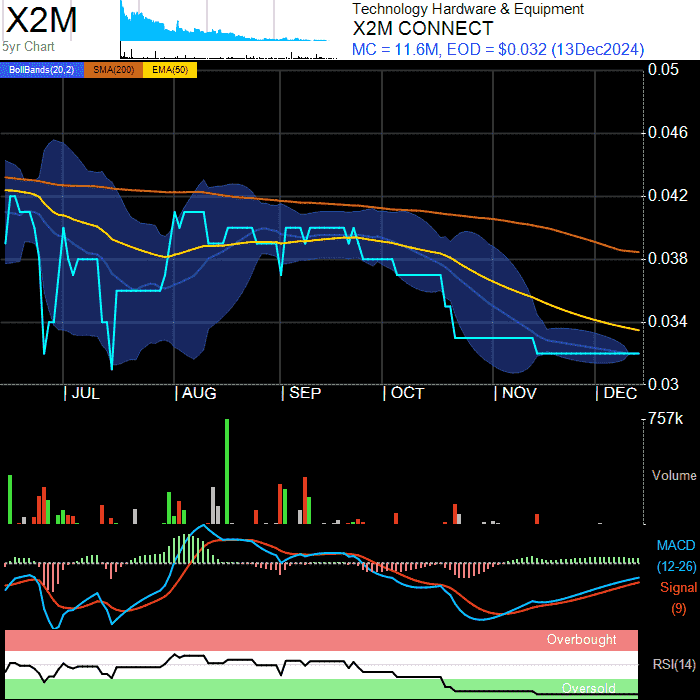 X2M
5yr Chart
Technology Hardware & Equipment
X2M CONNECT
MC = 11.6M, EOD = $0.032 (13Dec2024)
BollBands(20,2) SMA(200) EMA(50)
0.05
0.046
0.042
0.038
0.034
0.03
JUL AUG SEP OCT NOV DEC
757k
Volume
MACD
(12-26)
Signal
(9)
Overbought
RSI(14)
Oversold